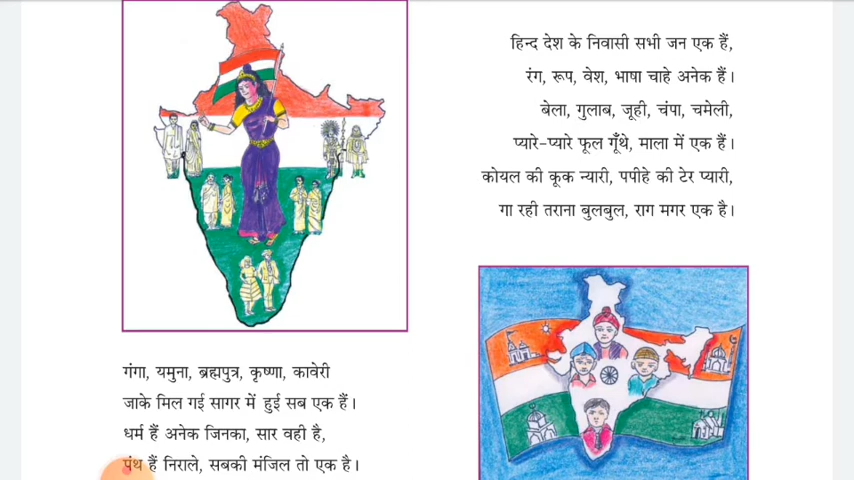 हिन्द देश के निवासी सभी जन एक हैं,
रंग, रूप, वेश, भाषा चाहे अनेक हैं।
बेला, गुलाब, जूही, चंपा, चमेली,
प्यारे-प्यारे फूल गूँथे, माला में एक हैं।
कोयल की कूक न्यारी, पपीहे की टेर प्यारी,
गा रही तराना बुलबुल, राग मगर एक है।
गंगा, यमुना, ब्रह्मपुत्र, कृष्णा, कावेरी
जाके मिल गई सागर में हुई सब एक हैं।
धर्म हैं अनेक जिनका, सार वही है,
पंथ हैं निराले, सबकी मंजिल तो एक है।